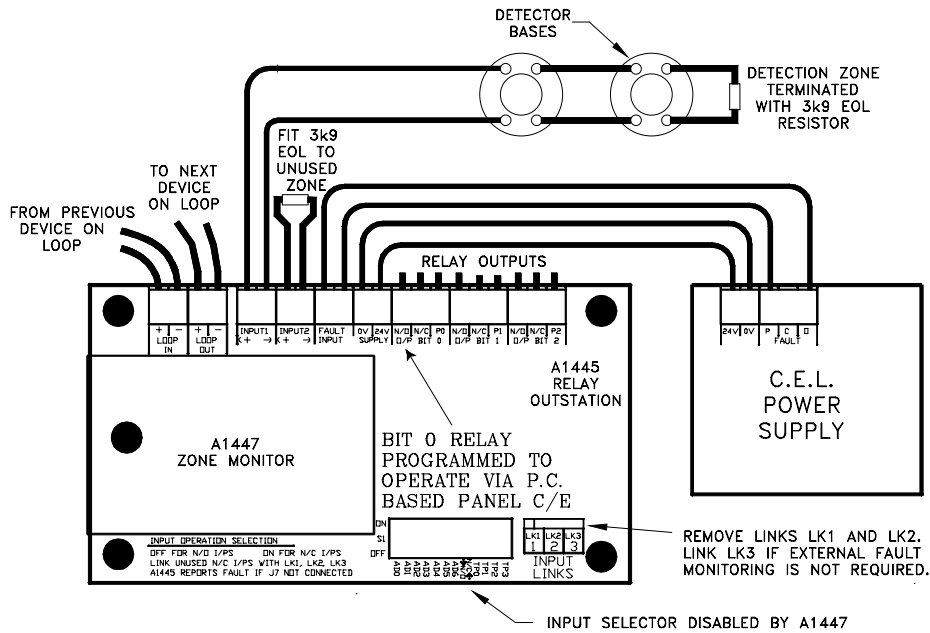 DETECTOR
BASES
DETECTION ZONE
TERMINATED
WITH 3k9 EOL
RESISTOR
FIT 3k9
EOL TO
UNUSED
ZONE
TO NEXT
DEVICE
ON LOOP
FROM PREVIOUS
DEVICE ON
LOOP
RELAY OUTPUTS
+ -
LOOP
IN
+ -
LOOP
OUT
INPUT1
<+ ->
INPUT2
<+ ->
FAULT
INPUT
0V 24V
SUPPLY
N/O N/C P0
O/P BIT 0
N/O N/C P1
O/P BIT 1
N/O N/C P2
O/P BIT 2
24V 0V P C O
FAULT
A1445
RELAY
OUTSTATION
C.E.L.
POWER
SUPPLY
A1447
ZONE MONITOR
BIT 0 RELAY
PROGRAMMED TO
OPERATE VIA P.C.
BASED PANEL C/E
INPUT OPERATION SELECTION
OFF FOR N/O I/PS ON FOR N/C I/PS
LINK UNUSED N/C I/PS WITH LK1, LK2, LK3
A1445 REPORTS FAULT IF J7 NOT CONNECTED
ON
S1
OFF
AD0
AD1
AD2
AD3
AD4
AD5
AD6
N/C
N/O
TP0
TP1
TP2
TP3
LK1 LK2 LK3
1 2 3
INPUT
LINKS
REMOVE LINKS LK1 AND LK2.
LINK LK3 IF EXTERNAL FAULT
MONITORING IS NOT REQUIRED.
INPUT SELECTOR DISABLED BY A1447